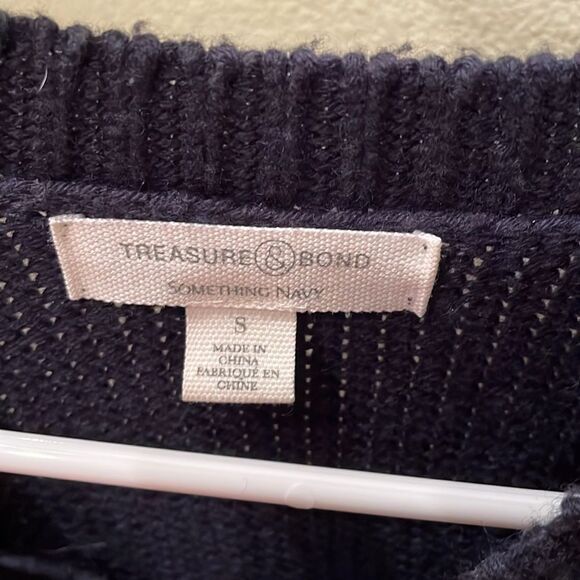 TREASURE & BOND
SOMETHING NAVY
S
MADE IN
CHINA
FABRIQUÉ EN
CHINE